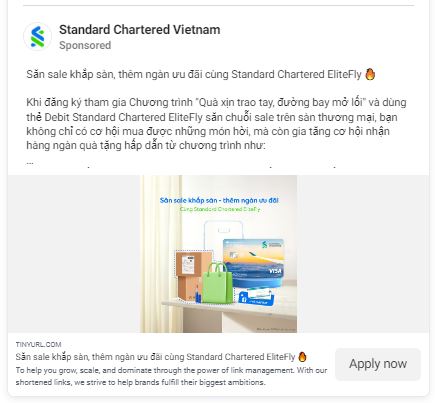 Standard Chartered Vietnam
Sponsored
Săn sale khắp sàn, thêm ngàn ưu đãi cùng Standard Chartered EliteFly 🔥
Khi đăng ký tham gia Chương trình "Quà xịn trao tay, đường bay mở lối" và dùng
thẻ Debit Standard Chartered EliteFly săn chuỗi sale trên sàn thương mại, bạn
không chỉ có cơ hội mua được những món hời, mà còn gia tăng cơ hội nhận
hàng ngàn quà tặng hấp dẫn từ chương trình như:
...
Săn sale khắp sàn - thêm ngàn ưu đãi
Cùng Standard Chartered EliteFly
VISA
TINYURL.COM
Săn sale khắp sàn, thêm ngàn ưu đãi cùng Standard Chartered EliteFly 🔥
To help you grow, scale, and dominate through the power of link management. With our
shortened links, we strive to help brands fulfill their biggest ambitions.
Apply now